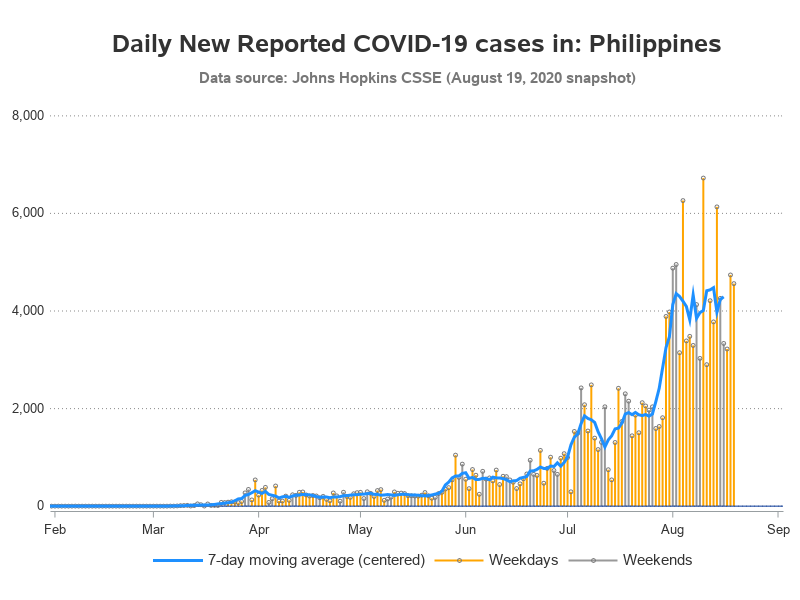 Daily New Reported COVID-19 cases in: Philippines
Data source: Johns Hopkins CSSE (August 19, 2020 snapshot)
8,000
6,000
4,000
2,000
0
Feb Mar Apr May Jun Jul Aug Sep
7-day moving average (centered) Weekdays Weekends